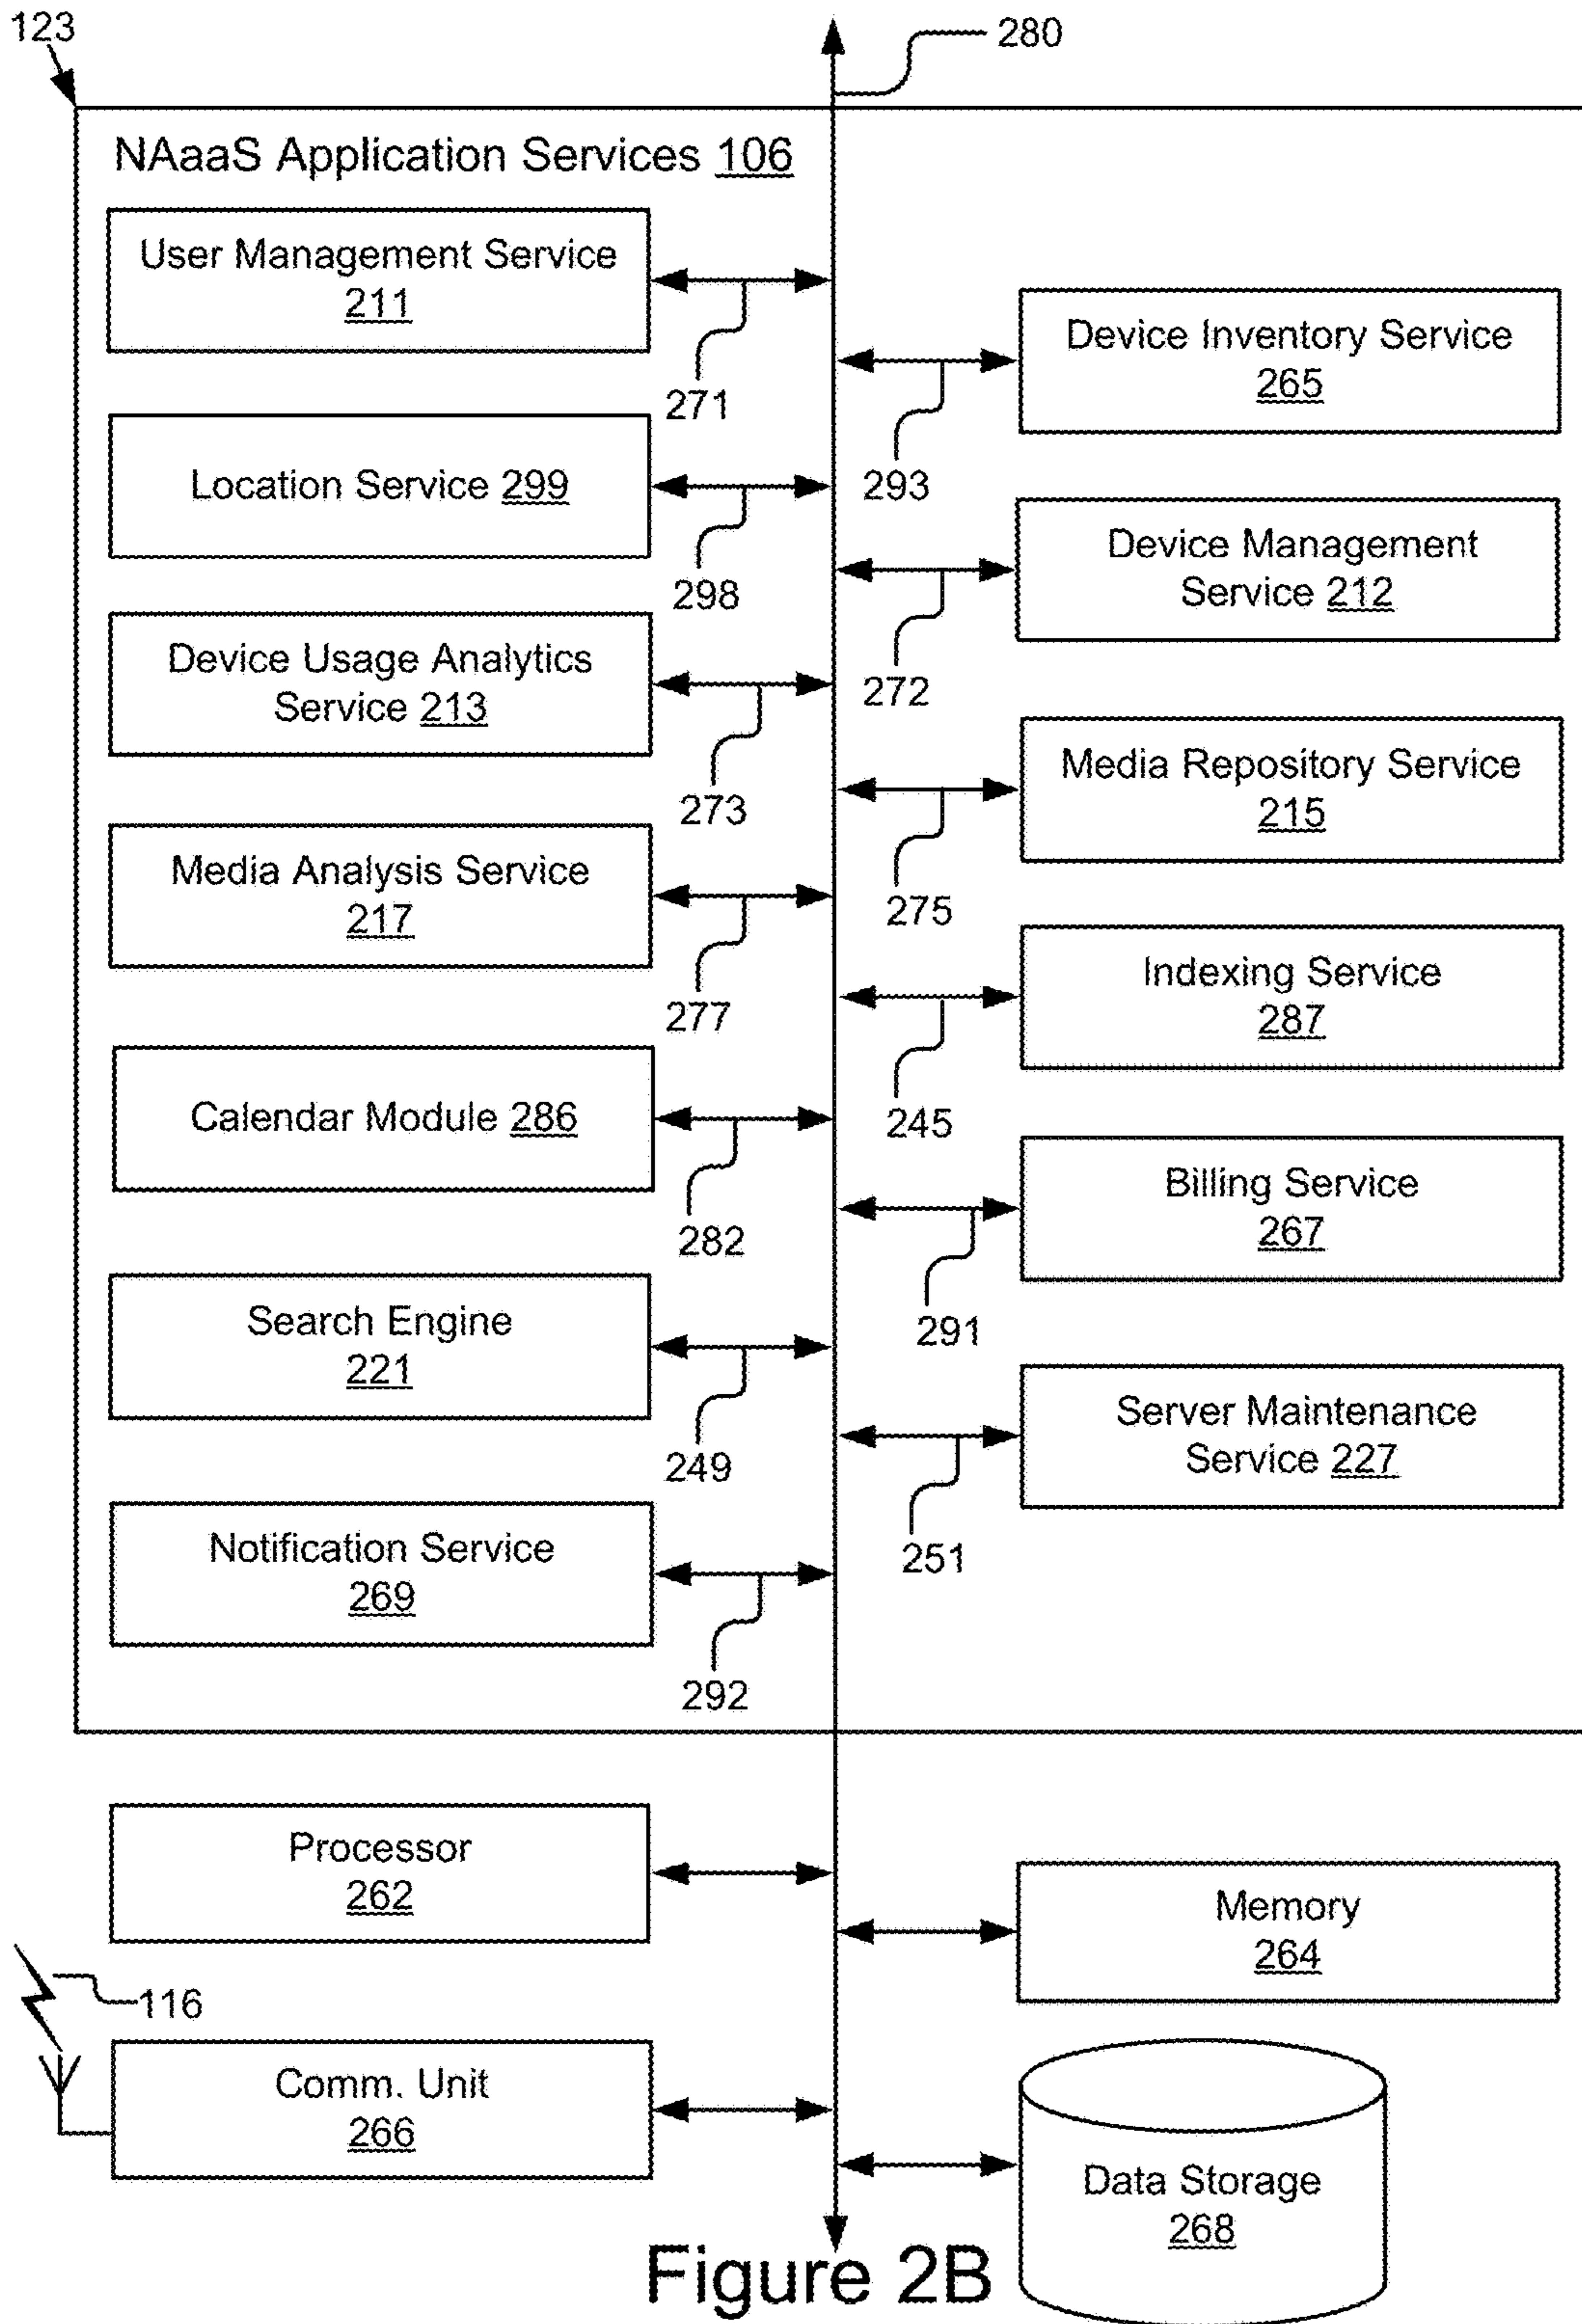 123
280
NAaaS Application Services 106
User Management Service
211
271
Device Inventory Service
265
293
Location Service 299
298
Device Management
Service 212
272
Device Usage Analytics
Service 213
273
Media Repository Service
215
275
Media Analysis Service
217
277
Indexing Service
287
245
Calendar Module 286
282
Billing Service
267
291
Search Engine
221
249
Server Maintenance
Service 227
251
Notification Service
269
292
Processor
262
Memory
264
116
Comm. Unit
266
Data Storage
268
Figure 2B